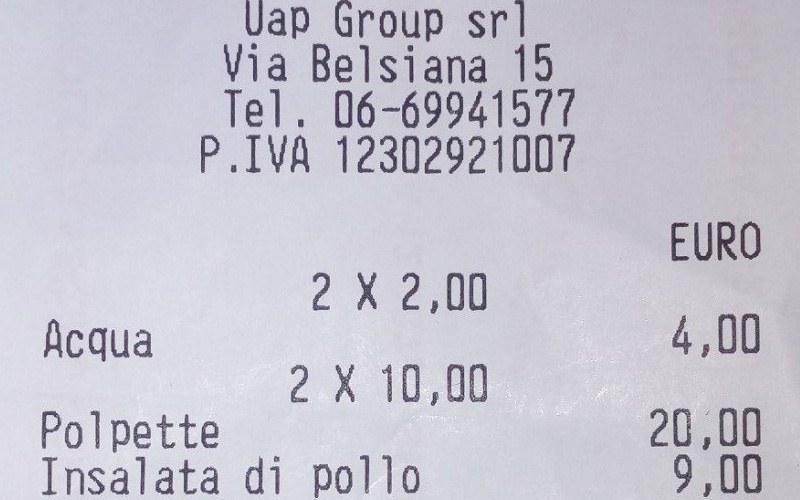 Uap Group srl
Via Belsiana 15
Tel. 06-69941577
P.IVA 12302921007
EURO
2 X 2,00
Acqua 4,00
2 X 10,00
Polpette 20,00
Insalata di pollo 9,00